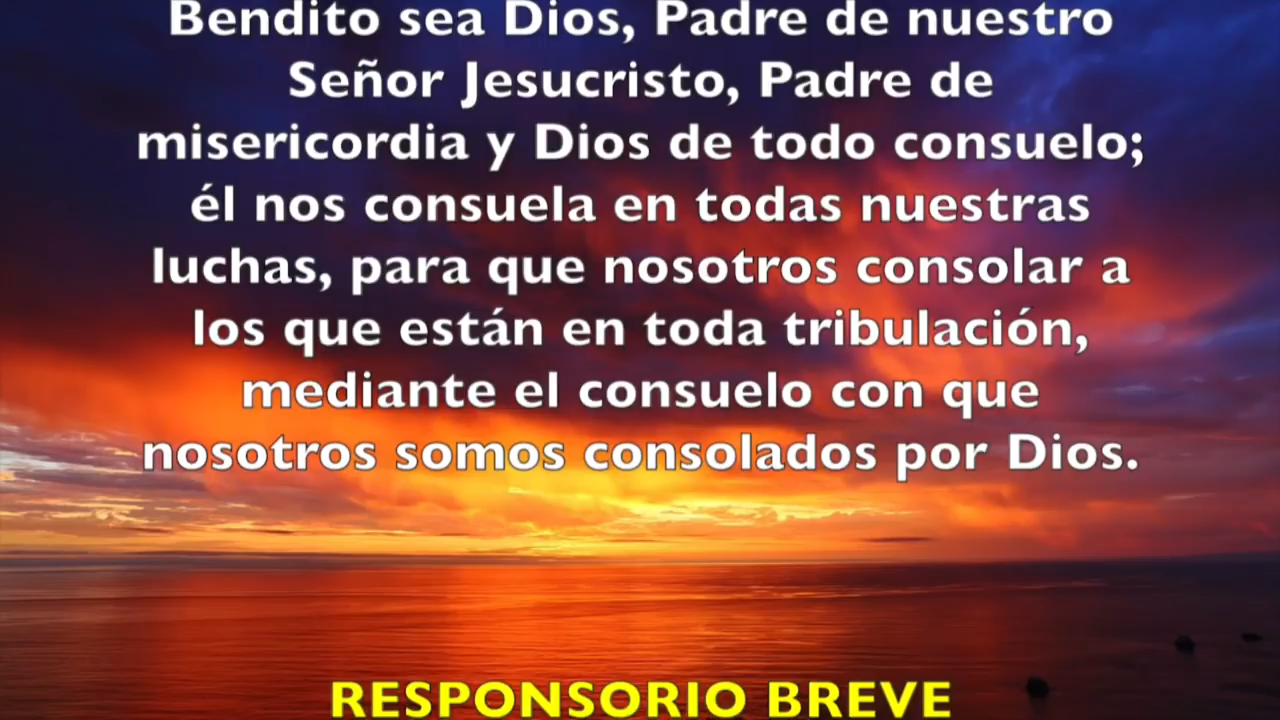 Bendito sea Dios, Padre de nuestro
Señor Jesucristo, Padre de
misericordia y Dios de todo consuelo;
él nos consuela en todas nuestras
luchas, para que nosotros consolar a
los que están en toda tribulación,
mediante el consuelo con que
nosotros somos consolados por Dios.
RESPONSORIO BREVE